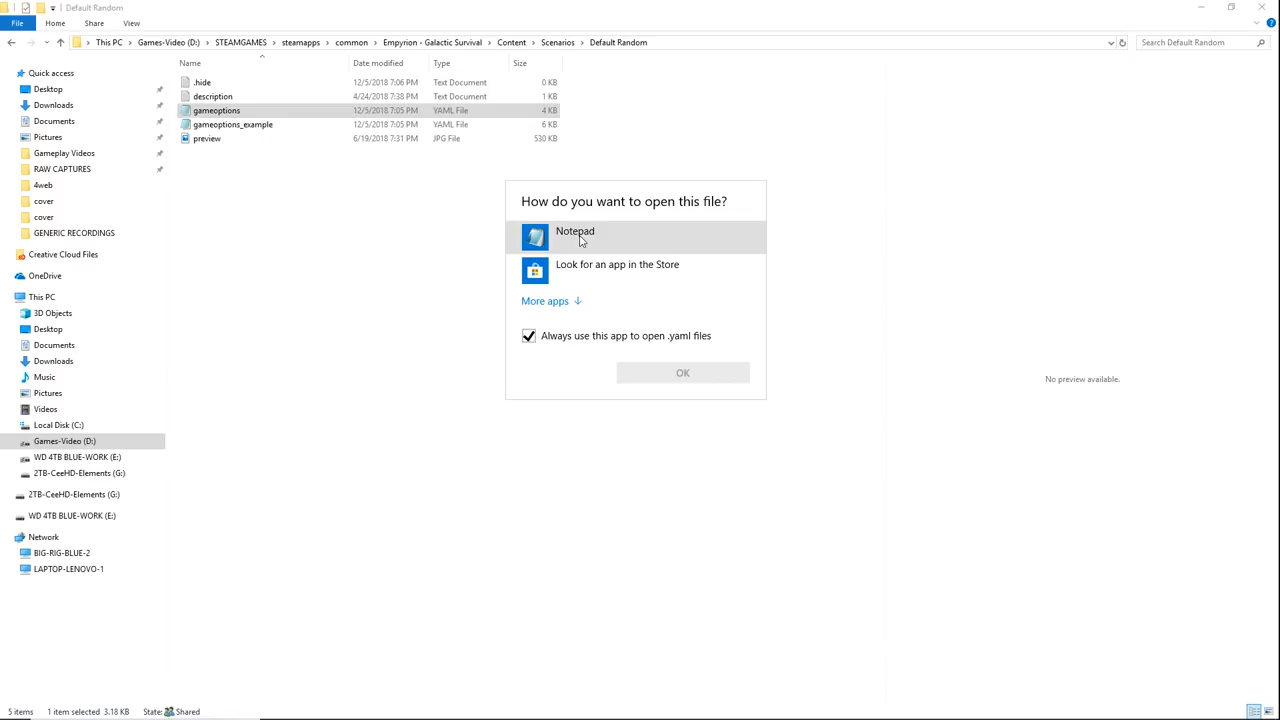 Default Random
File Home Share View
This PC Games-Video (D:) STEAMGAMES steamapps common Empyrion - Galactic Survival Content Scenarios Default Random
Search Default Random
Name Date modified Type Size
.hide 12/5/2018 7:06 PM Text Document 0 KB
description 4/24/2018 7:38 PM Text Document 1 KB
gameoptions 12/5/2018 7:05 PM YAML File 4 KB
gameoptions_example 12/5/2018 7:05 PM YAML File 6 KB
preview 6/19/2018 7:31 PM JPG File 530 KB
Quick access
Desktop
Downloads
Documents
Pictures
Gameplay Videos
RAW CAPTURES
4web
cover
cover
GENERIC RECORDINGS
Creative Cloud Files
OneDrive
This PC
3D Objects
Desktop
Documents
Downloads
Music
Pictures
Videos
Local Disk (C:)
Games-Video (D:)
WD 4TB BLUE-WORK (E:)
2TB-CeeHD-Elements (G:)
2TB-CeeHD-Elements (G:)
WD 4TB BLUE-WORK (E:)
Network
BIG-RIG-BLUE-2
LAPTOP-LENOVO-1
How do you want to open this file?
Notepad
Look for an app in the Store
More apps
Always use this app to open .yaml files
OK
No preview available.
5 items 1 item selected 3.18 KB State: Shared